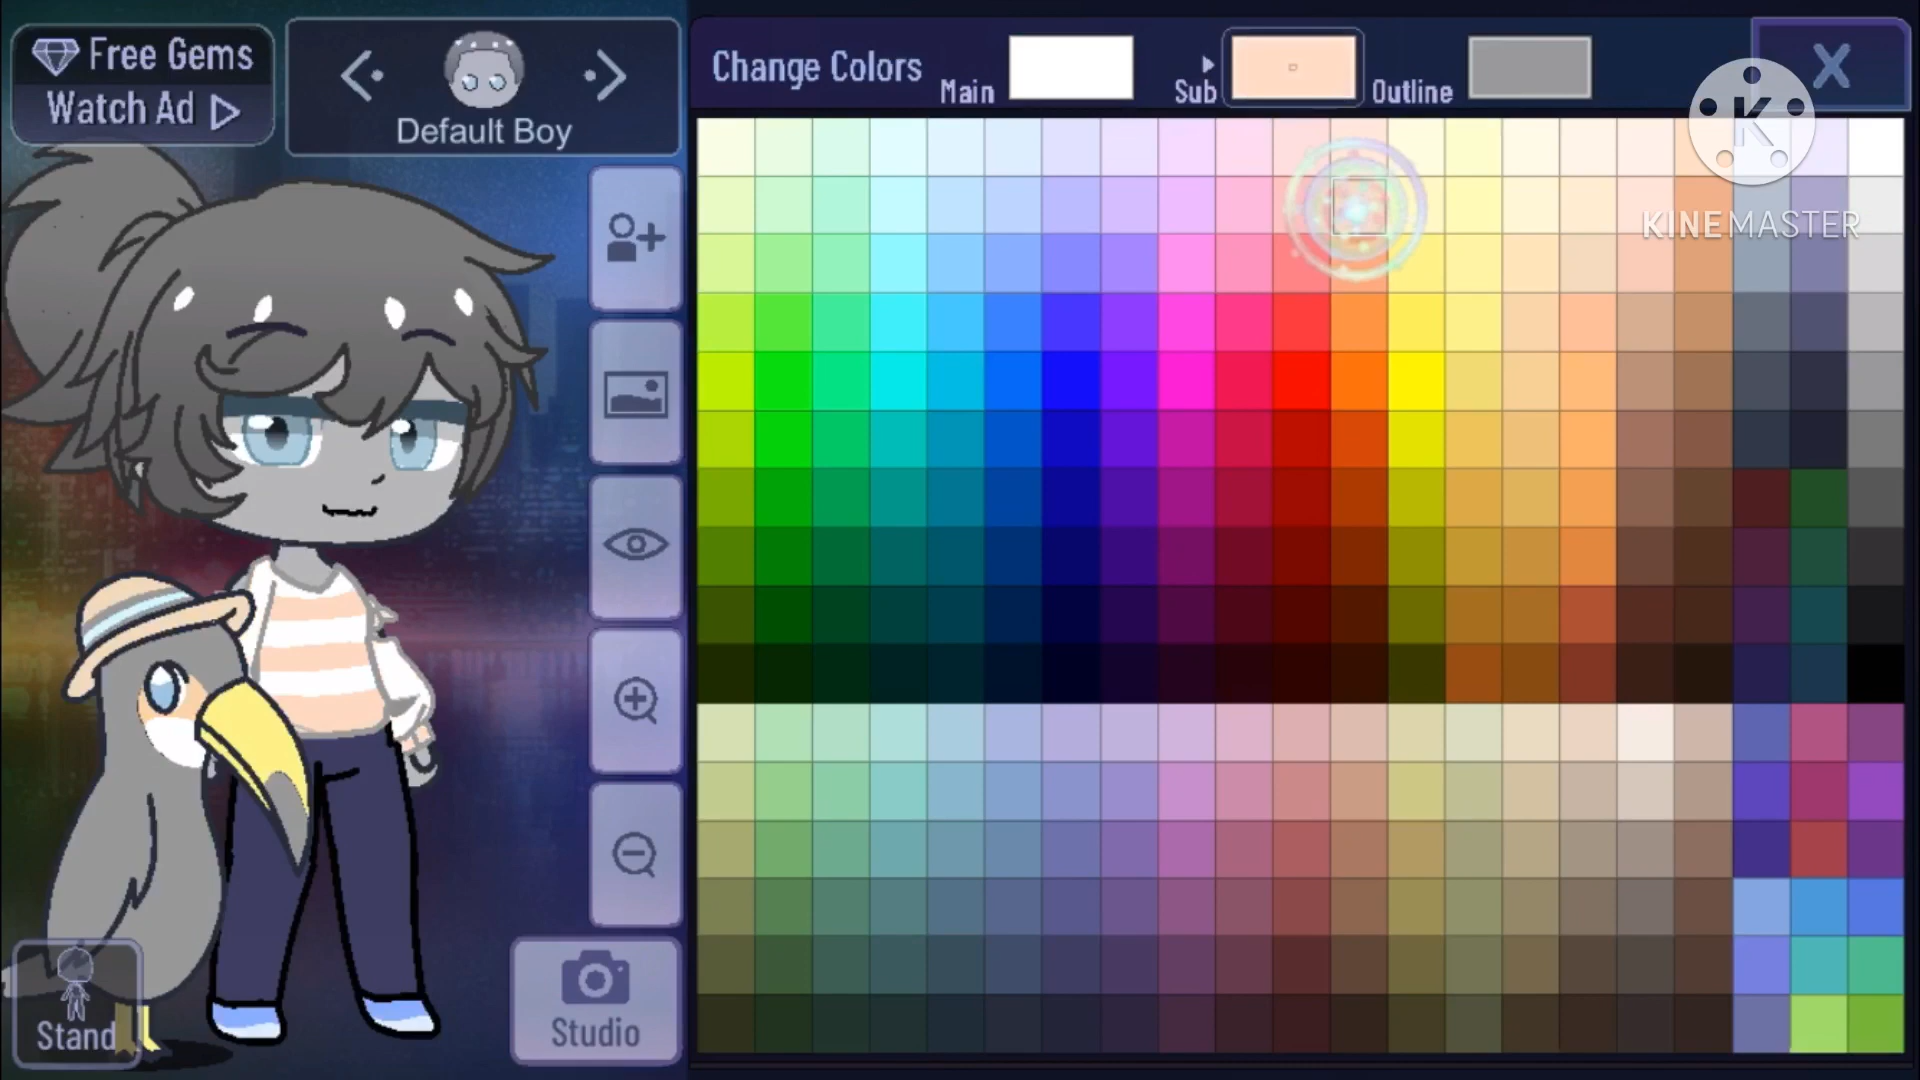 Free Gems
Watch Ad
Default Boy
Change Colors
Main
Sub
Outline
X
K
KINEMASTER
Stand
Studio